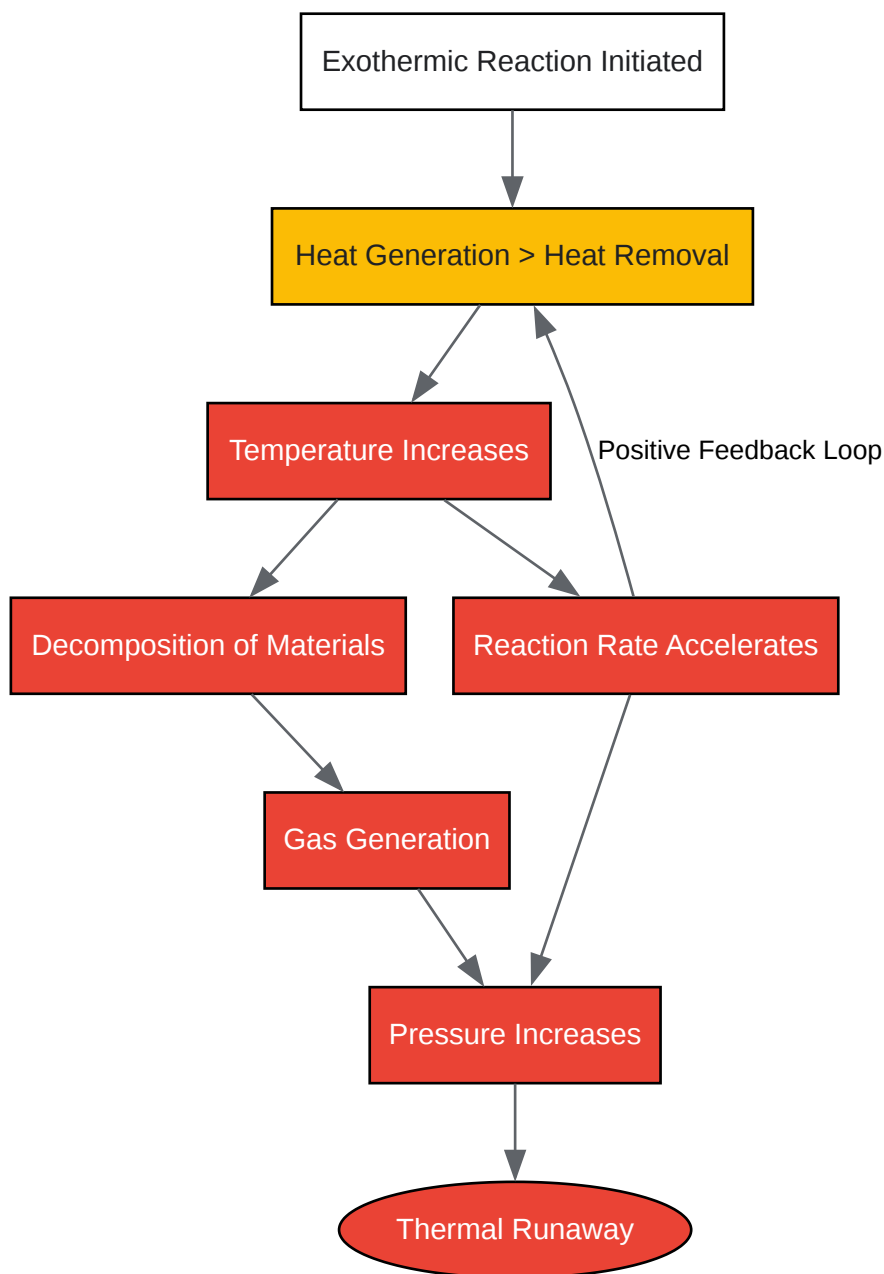 Exothermic Reaction Initiated
Heat Generation > Heat Removal
Temperature Increases
Positive Feedback Loop
Decomposition of Materials
Reaction Rate Accelerates
Gas Generation
Pressure Increases
Thermal Runaway